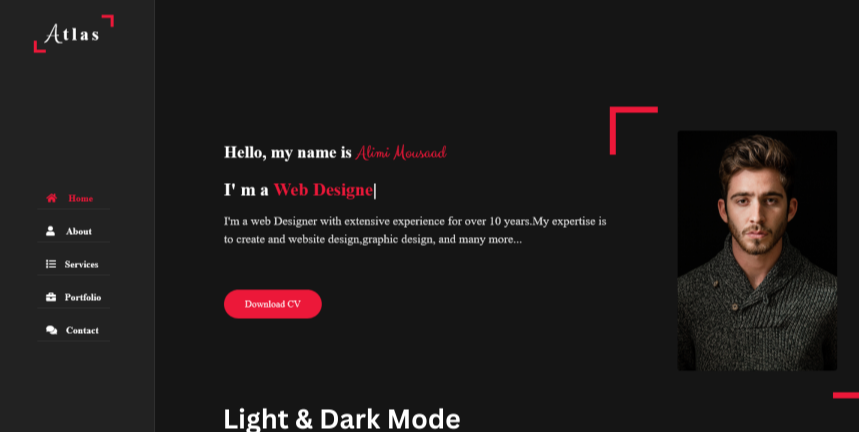 Atlas
Home
About
Services
Portfolio
Contact
Hello, my name is Alimi Mousaad
I' m a Web Designe|
I'm a web Designer with extensive experience for over 10 years.My expertise is
to create and website design,graphic design, and many more...
Download CV
Light & Dark Mode